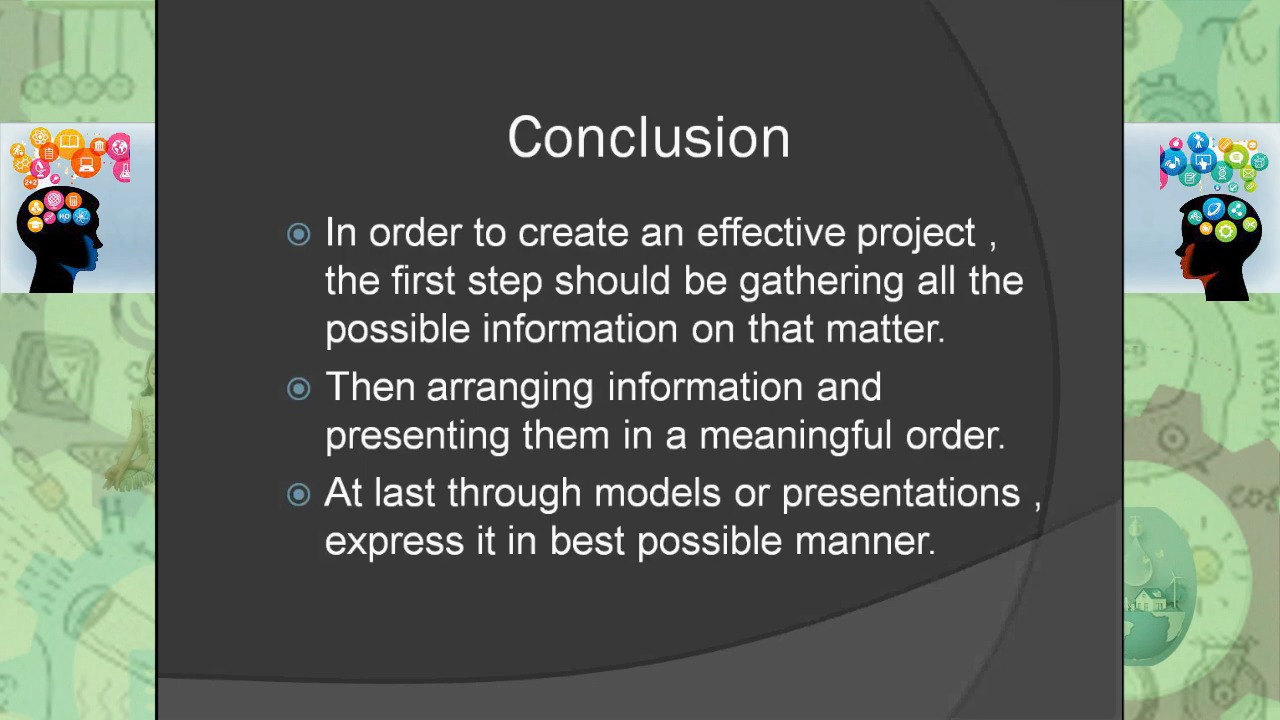 Conclusion
In order to create an effective project ,
the first step should be gathering all the
possible information on that matter.
Then arranging information and
presenting them in a meaningful order.
At last through models or presentations ,
express it in best possible manner.